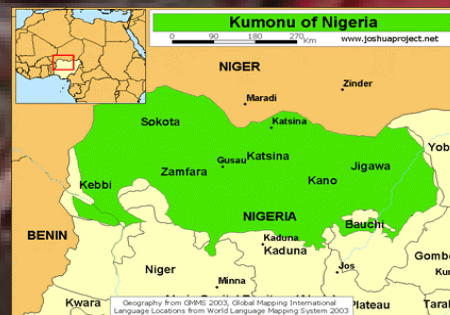 Kumonu of Nigeria
0 90 180 270
Km
www.joshuaproject.net
NIGER
Zinder
Maradi
Sokota
Katsina
Yob
Gusau
Katsina
Zamfara
Jigawa
Kano
Kebbi
NIGERIA
Bauchi
BENIN
Kaduna
Kaduna
Gombe
Niger
Jos
Minna
Kwara
Plateau
Tarab
Geography from GMMS 2003, Global Mapping International
Language Locations from World Language Mapping System 2003